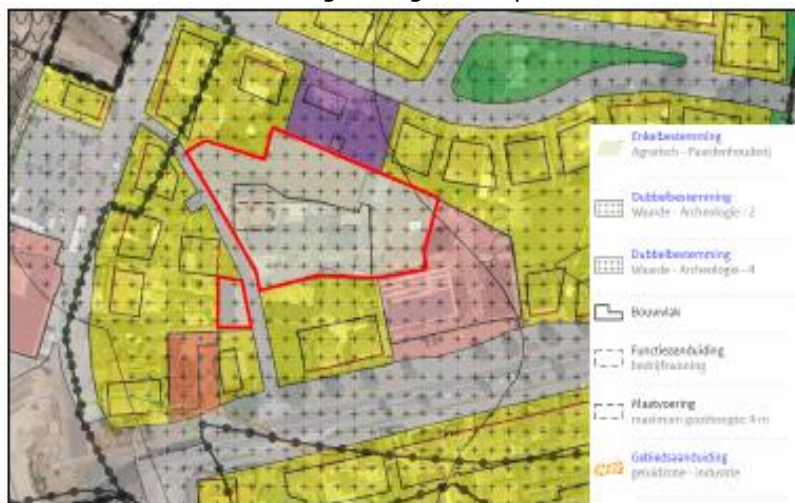 Enkelbestemming
Agrarisch - Paardenhouderij
Dubbelbestemming
Waarde - Archeologie - 2
Dubbelbestemming
Waarde - Archeologie - 4
Bouwvlak
Functieaanduiding
bedrijfswoning
Maatvoering
maximum goothoogte: 4 m
Gebiedsaanduiding
geluidzone - industrie